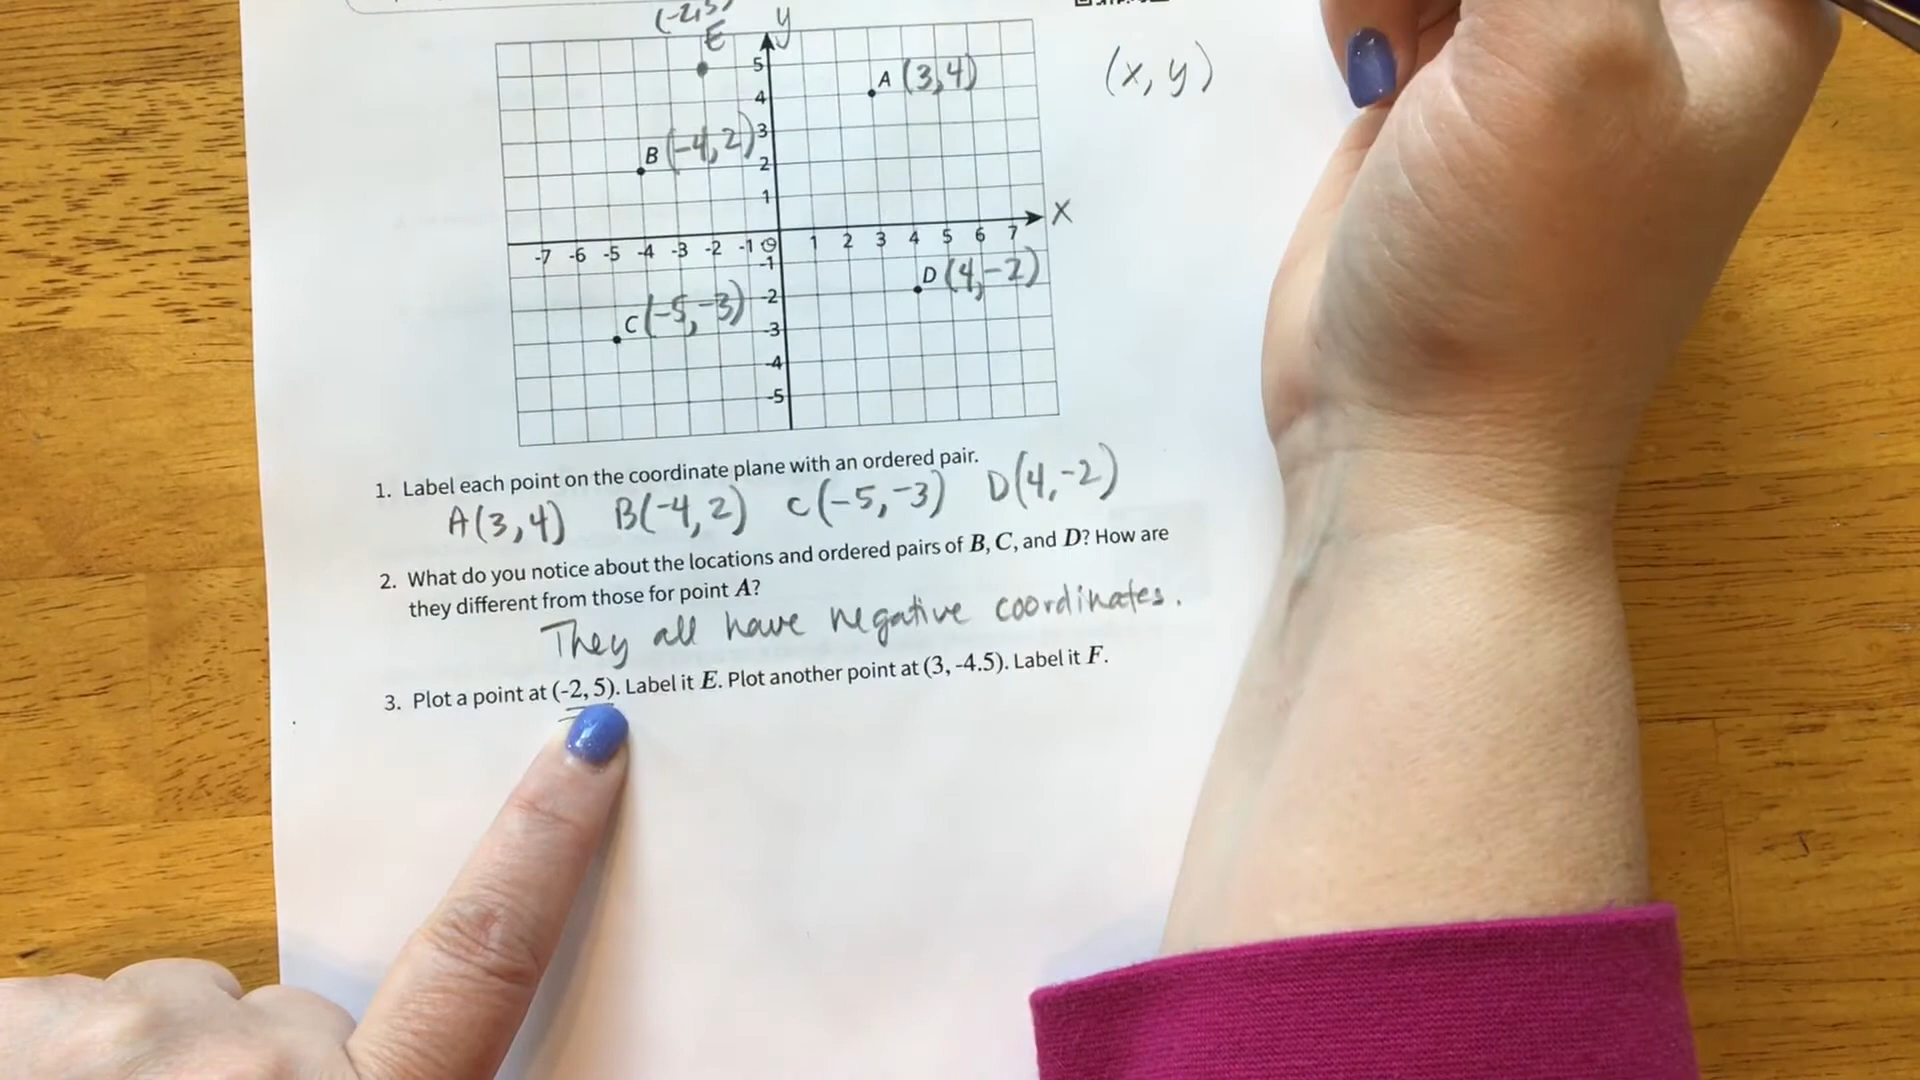 (-2,5)
E
y
5
A (3,4)
(x, y)
4
3
B (-4,2)
2
1
x
-7 -6 -5 -4 -3 -2 -1 0 1 2 3 4 5 6 7
-1
D (4,-2)
-2
C (-5,-3)
-3
-4
-5
1. Label each point on the coordinate plane with an ordered pair.
A(3,4) B(-4,2) C(-5,-3) D(4,-2)
2. What do you notice about the locations and ordered pairs of B, C, and D? How are
they different from those for point A?
They all have negative coordinates.
3. Plot a point at (-2, 5). Label it E. Plot another point at (3, -4.5). Label it F.